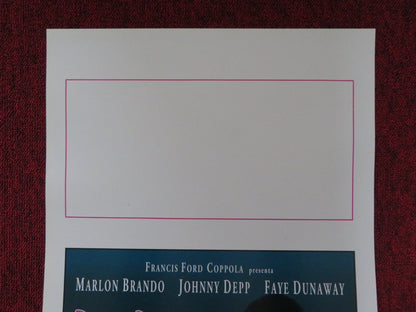 FRANCIS FORD COPPOLA presenta
MARLON BRANDO JOHNNY DEPP FAYE DUNAWAY